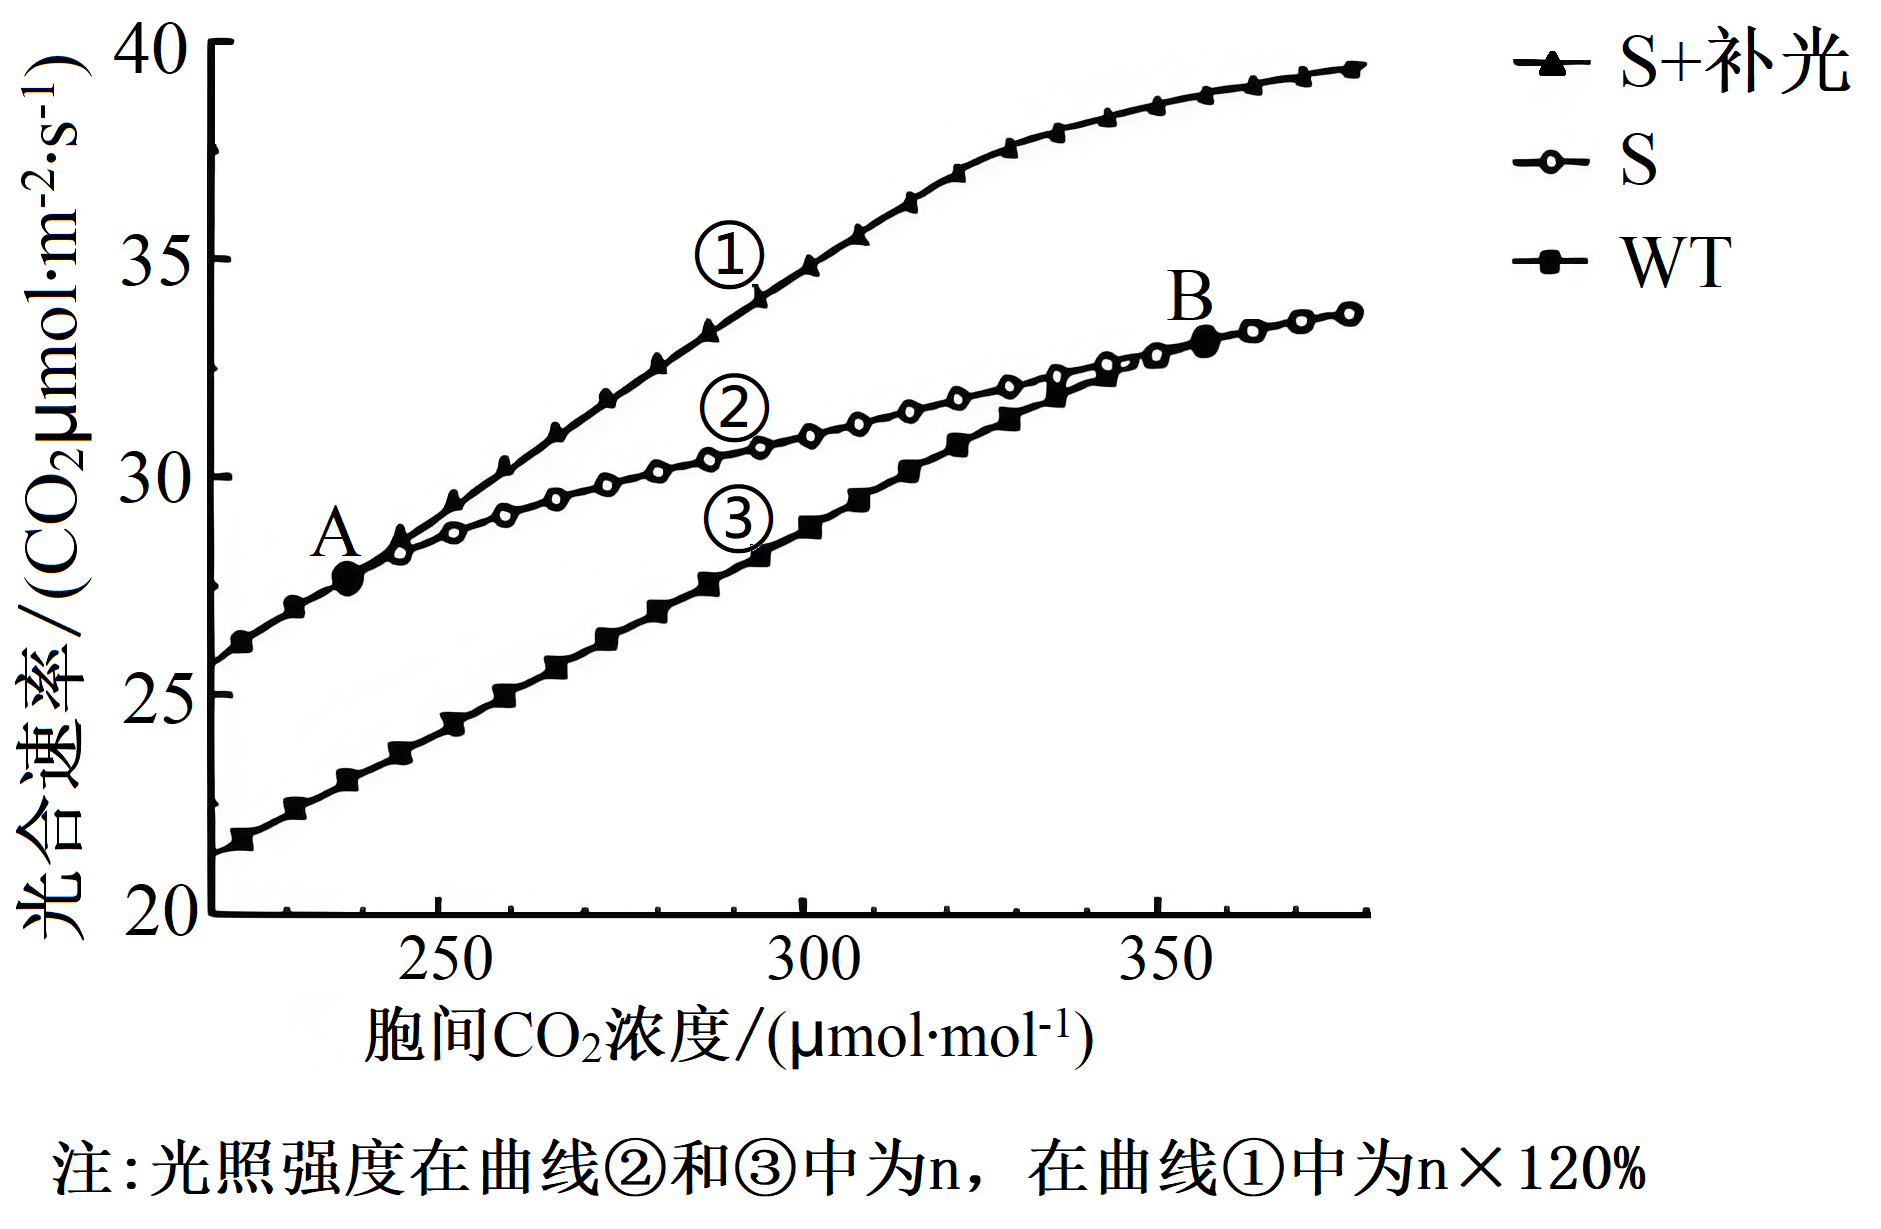 40
35
30
25
20
光合速率/(CO₂μmol·m⁻²·s⁻¹)
①
②
③
A
B
S+补光
S
WT
250 300 350
胞间CO₂浓度/(μmol·mol⁻¹)
注:光照强度在曲线②和③中为n，在曲线①中为n×120%